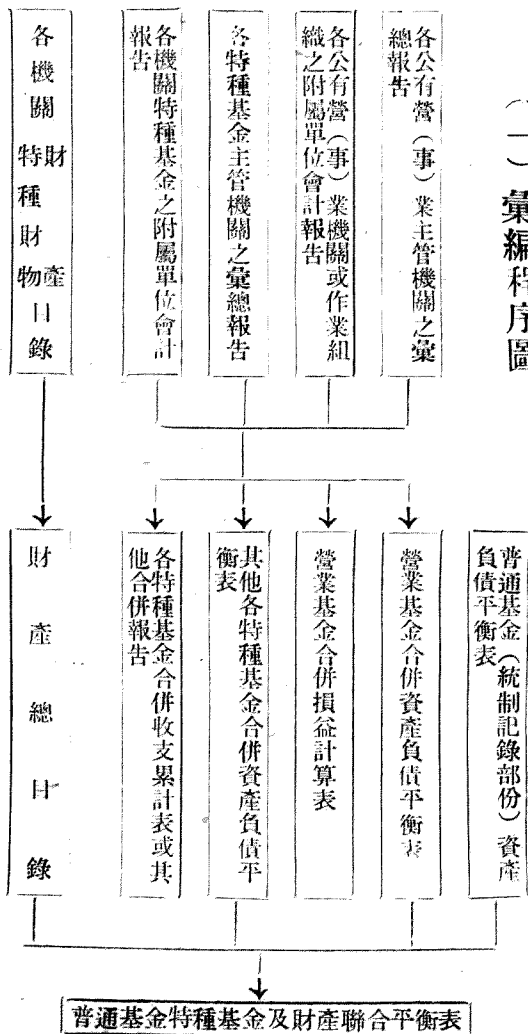 （一）彙編程序圖
各公有營（事）業主管機關之彙
總報告
各公有營（事）業機關或作業組
織之附屬單位會計報告
各特種基金主管機關之彙總報告
各機關特種基金之附屬單位會計
報告
各機關財產目錄
特種財物
普通基金（統制記錄部份）資產
負債平衡表
營業基金合併資產負債平衡表
營業基金合併損益計算表
其他各特種基金合併資產負債平
衡表
各特種基金合併收支累計表或其
他合併報告
財產總目錄
普通基金特種基金及財產聯合平衡表